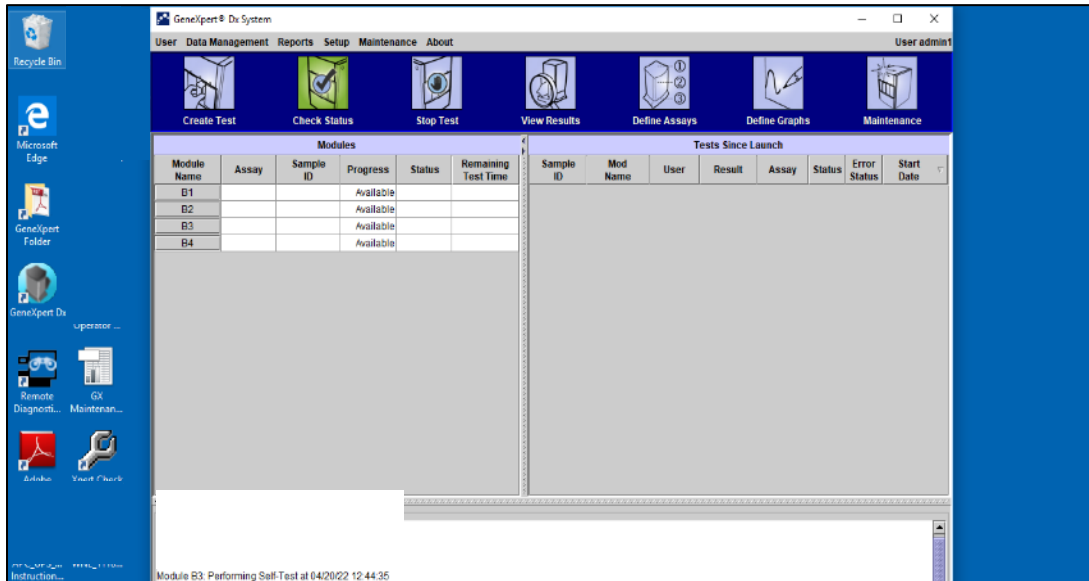 Recycle Bin
Microsoft
Edge
GeneXpert
Folder
GeneXpert Dx
Operator ...
Remote
Diagnosti...
GX
Maintenan...
Adobe
Xpert Check
Instruction...
GeneXpert® Dx System
User Data Management Reports Setup Maintenance About
User admin1
Create Test Check Status Stop Test View Results Define Assays Define Graphs Maintenance
Modules
Module Name Assay Sample ID Progress Status Remaining Test Time
B1 Available
B2 Available
B3 Available
B4 Available
Tests Since Launch
Sample ID Mod Name User Result Assay Status Error Status Start Date
Module B3: Performing Self-Test at 04/20/22 12:44:35